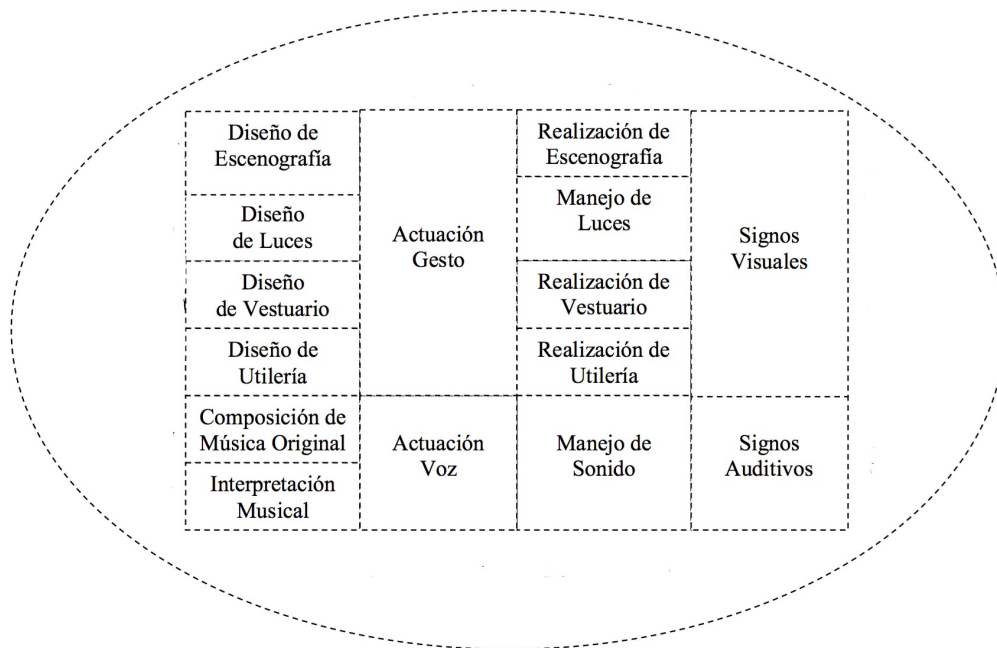 Diseño de
Escenografía
Diseño
de Luces
Diseño
de Vestuario
Diseño de
Utilería
Composición de
Música Original
Interpretación
Musical
Actuación
Gesto
Actuación
Voz
Realización de
Escenografía
Manejo de
Luces
Realización de
Vestuario
Realización de
Utilería
Manejo de
Sonido
Signos
Visuales
Signos
Auditivos